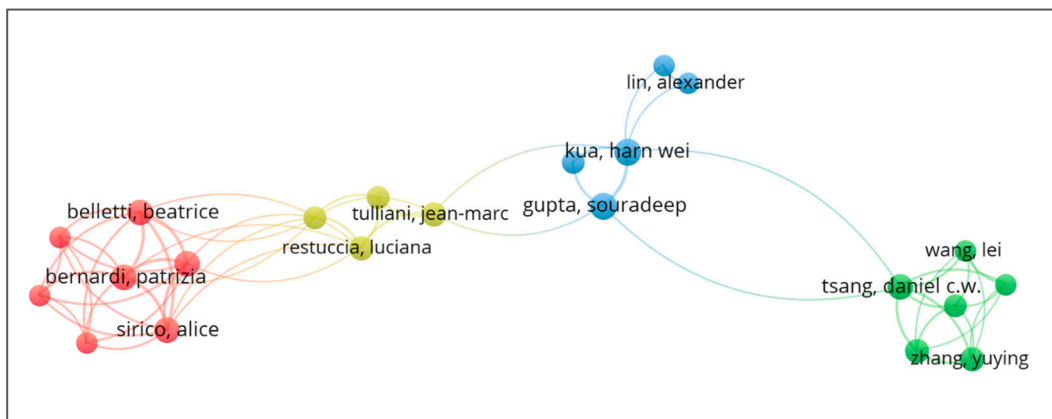 lin, alexander
kua, harn wei
belletti, beatrice
tulliani, jean-marc
gupta, souradeep
restuccia, luciana
wang, lei
bernardi, patrizia
tsang, daniel c.w.
sirico, alice
zhang, yuying